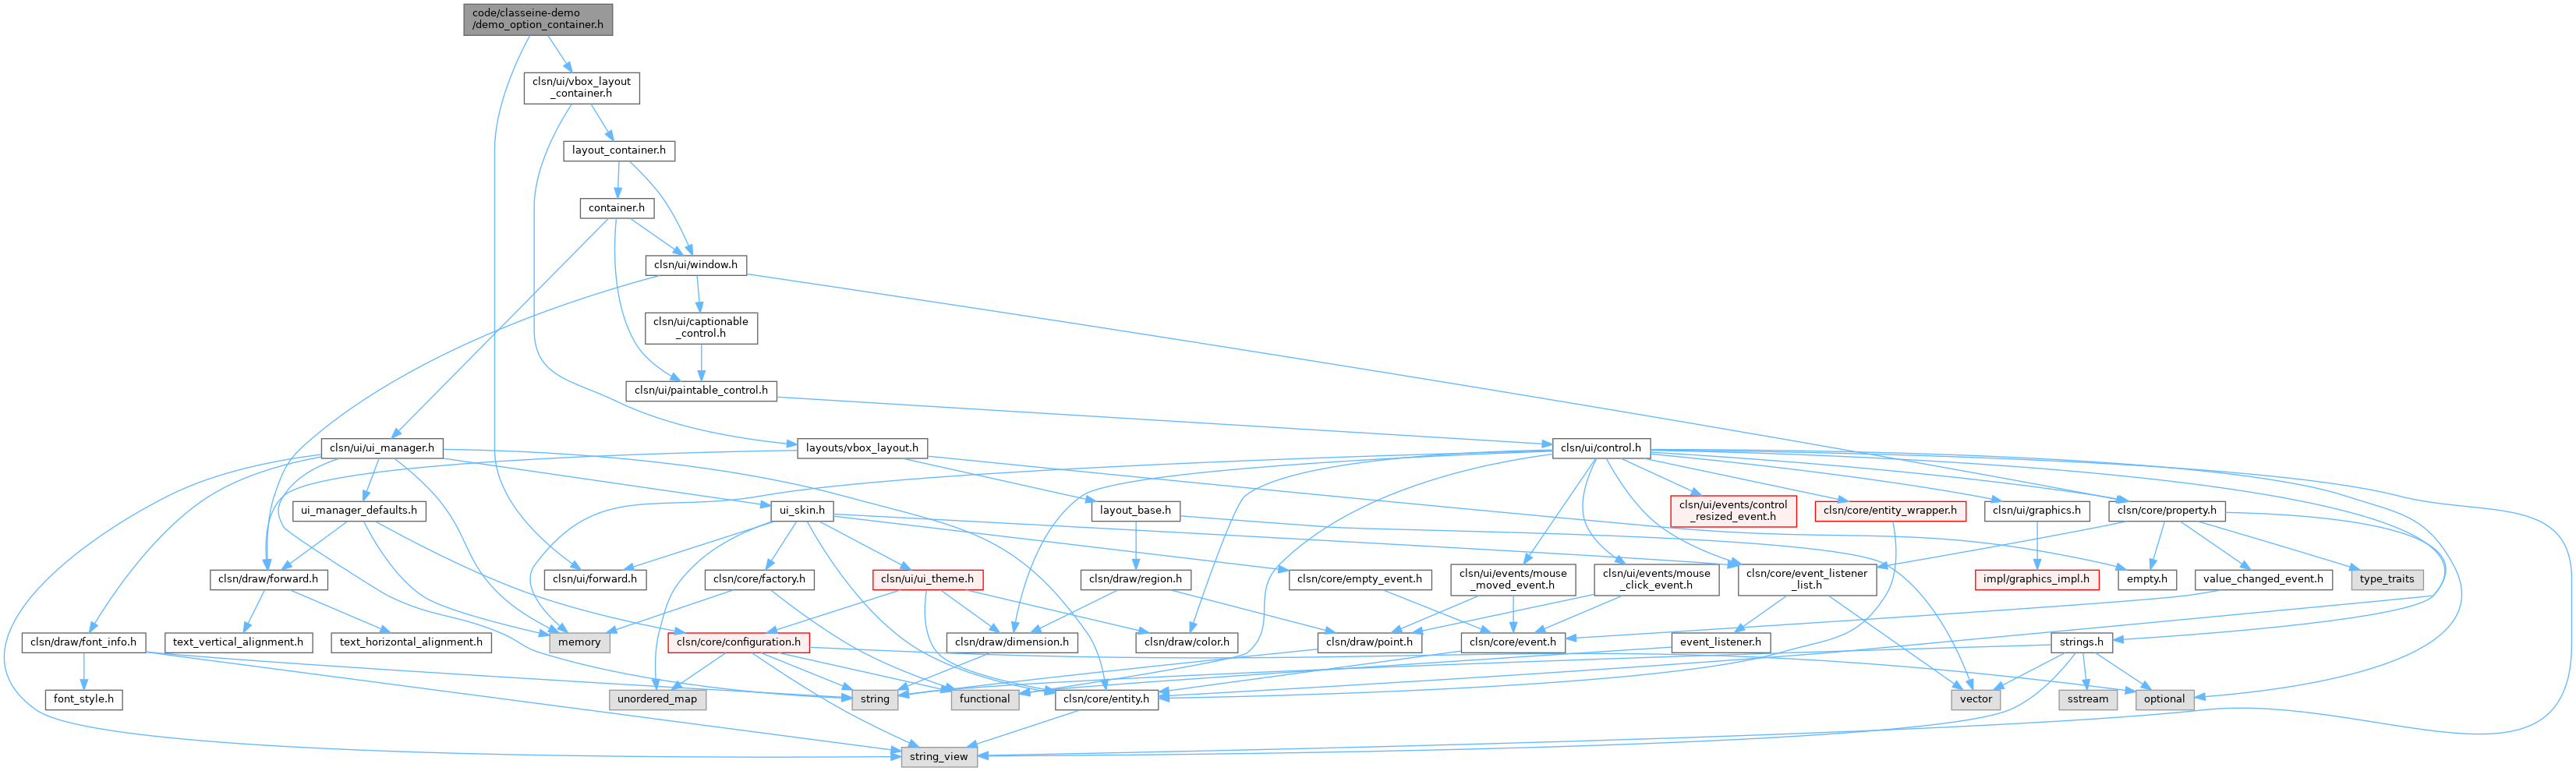 code/classeine-demo
/demo_option_container.h
clsn/ui/vbox_layout
_container.h
layout_container.h
container.h
clsn/ui/window.h
clsn/ui/captionable
_control.h
clsn/ui/paintable_control.h
clsn/ui/ui_manager.h
layouts/vbox_layout.h
clsn/ui/control.h
ui_manager_defaults.h
ui_skin.h
layout_base.h
clsn/ui/events/control
_resized_event.h
clsn/core/entity_wrapper.h
clsn/ui/graphics.h
clsn/core/property.h
clsn/draw/forward.h
clsn/ui/forward.h
clsn/core/factory.h
clsn/ui/ui_theme.h
clsn/draw/region.h
clsn/core/empty_event.h
clsn/ui/events/mouse
_moved_event.h
clsn/ui/events/mouse
_click_event.h
clsn/core/event_listener
_list.h
impl/graphics_impl.h
empty.h
value_changed_event.h
type_traits
clsn/draw/font_info.h
text_vertical_alignment.h
text_horizontal_alignment.h
memory
clsn/core/configuration.h
clsn/draw/dimension.h
clsn/draw/color.h
clsn/draw/point.h
clsn/core/event.h
event_listener.h
strings.h
font_style.h
unordered_map
string
functional
clsn/core/entity.h
vector
sstream
optional
string_view